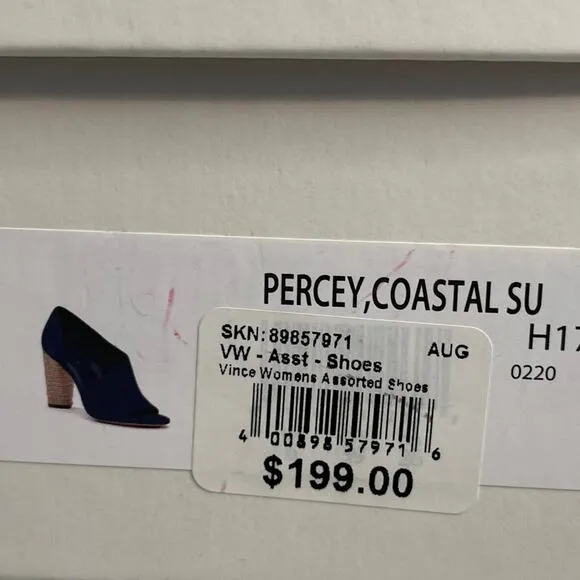 PERCEY,COASTAL SU
H17
0220
SKN: 89857971
AUG
VW - Asst - Shoes
Vince Womens Assorted Shoes
4 00898 57971 6
$199.00